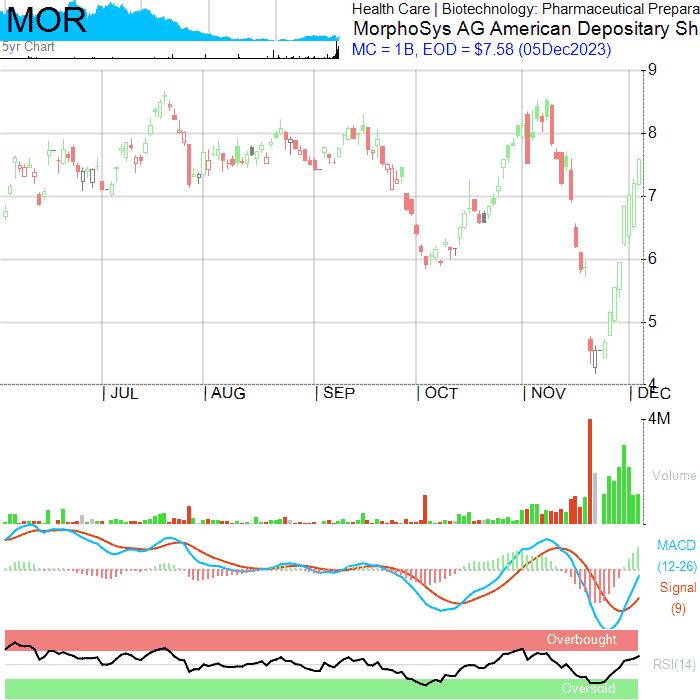 MOR
5yr Chart
Health Care | Biotechnology: Pharmaceutical Prepara
MorphoSys AG American Depositary Sh
MC = 1B, EOD = $7.58 (05Dec2023)
9
8
7
6
5
4
| JUL | AUG | SEP | OCT | NOV | DEC
4M
Volume
MACD
(12-26)
Signal
(9)
Overbought
RSI(14)
Oversold